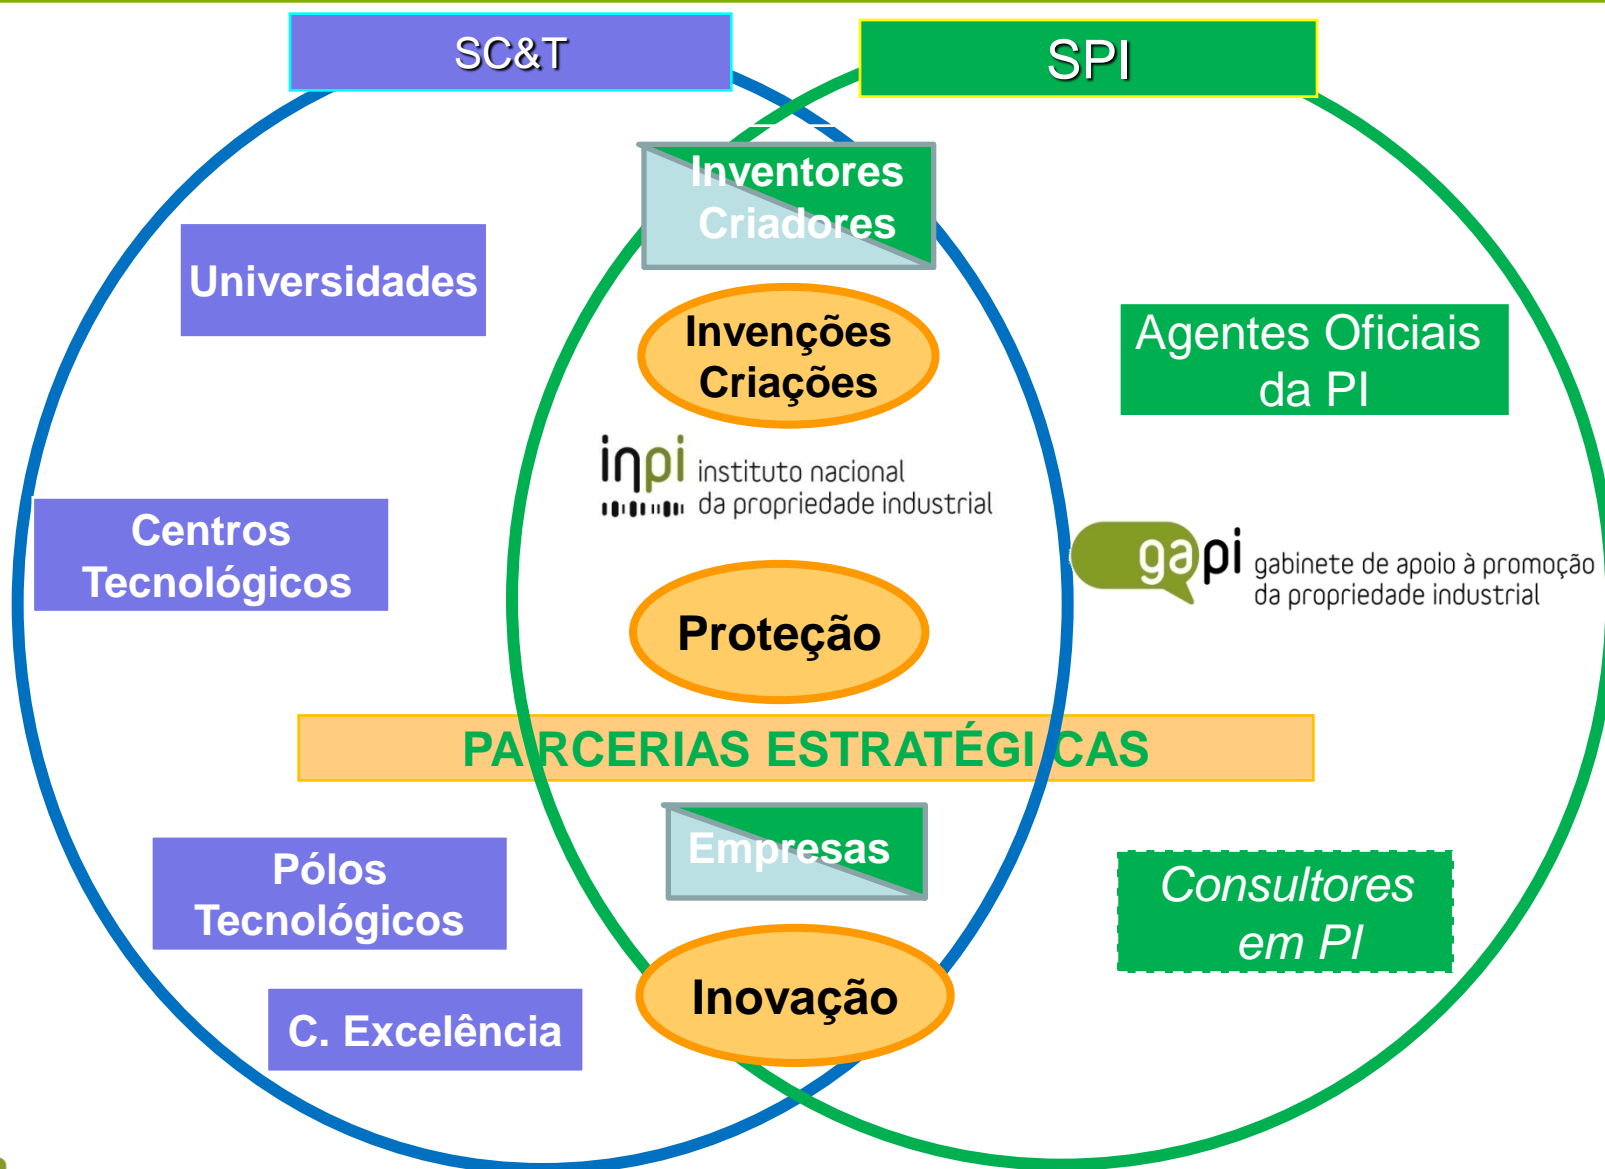 SC&T
SPI
Inventores
Criadores
Universidades
Invenções
Criações
Agentes Oficiais
da PI
inpi instituto nacional
da propriedade industrial
Centros
Tecnológicos
gapi gabinete de apoio à promoção
da propriedade industrial
Proteção
PARCERIAS ESTRATÉGICAS
Empresas
Pólos
Tecnológicos
Consultores
em PI
Inovação
C. Excelência